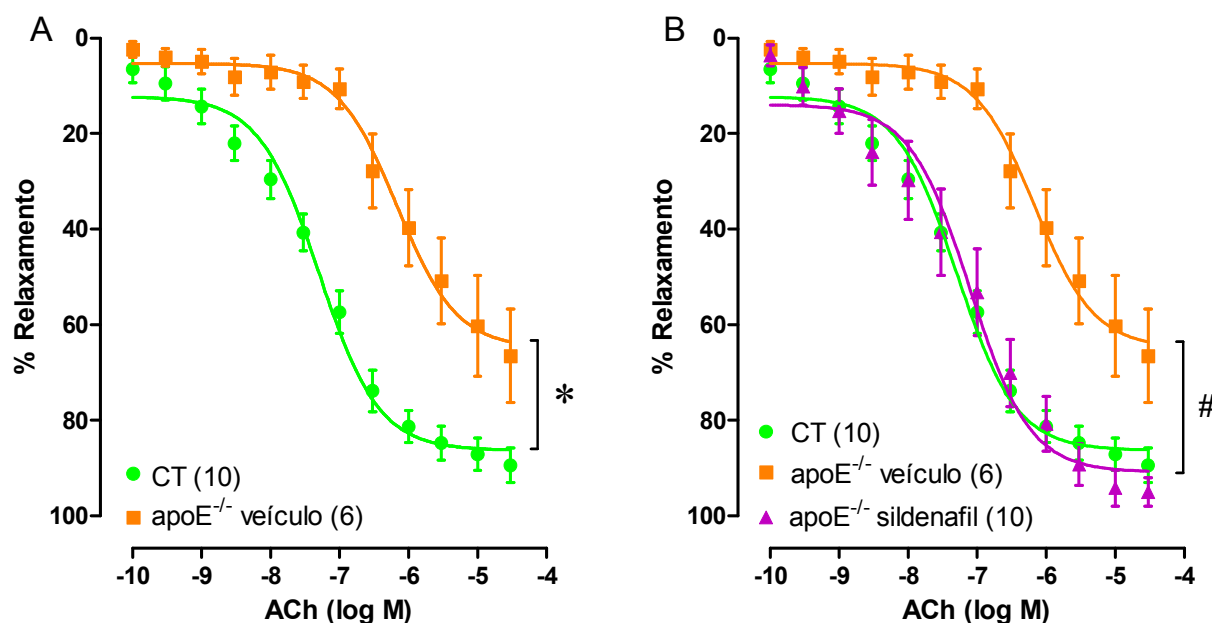 A
% Relaxamento
0
20
40
60
80
100
*
CT (10)
apoE-/- veículo (6)
-10 -9 -8 -7 -6 -5 -4
ACh (log M)
B
% Relaxamento
0
20
40
60
80
100
#
CT (10)
apoE-/- veículo (6)
apoE-/- sildenafil (10)
-10 -9 -8 -7 -6 -5 -4
ACh (log M)